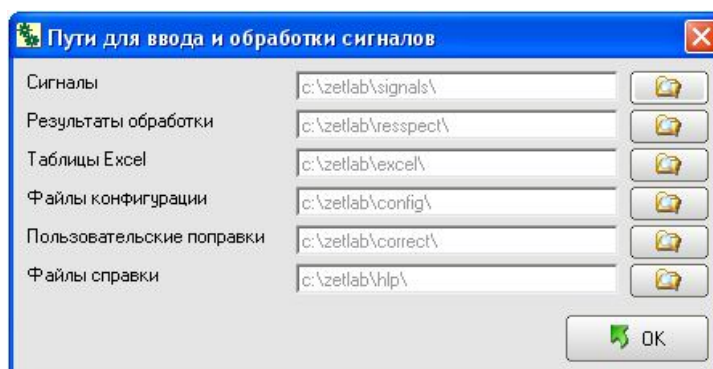 Пути для ввода и обработки сигналов
Сигналы c:\zetlab\signals\
Результаты обработки c:\zetlab\resspect\
Таблицы Excel c:\zetlab\excel\
Файлы конфигурации c:\zetlab\config\
Пользовательские поправки c:\zetlab\correct\
Файлы справки c:\zetlab\hlp\
OK